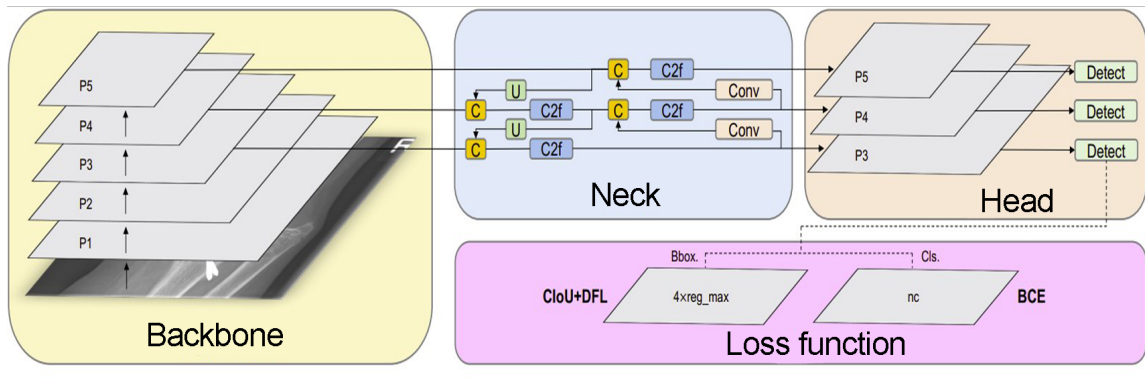 P5
P4
P3
P2
P1
Backbone
C
C2f
U
Conv
C
C2f
C
C2f
U
Conv
C
C2f
Neck
P5
P4
P3
Detect
Detect
Detect
Head
Bbox.
Cls.
CIoU+DFL
4×reg_max
nc
BCE
Loss function